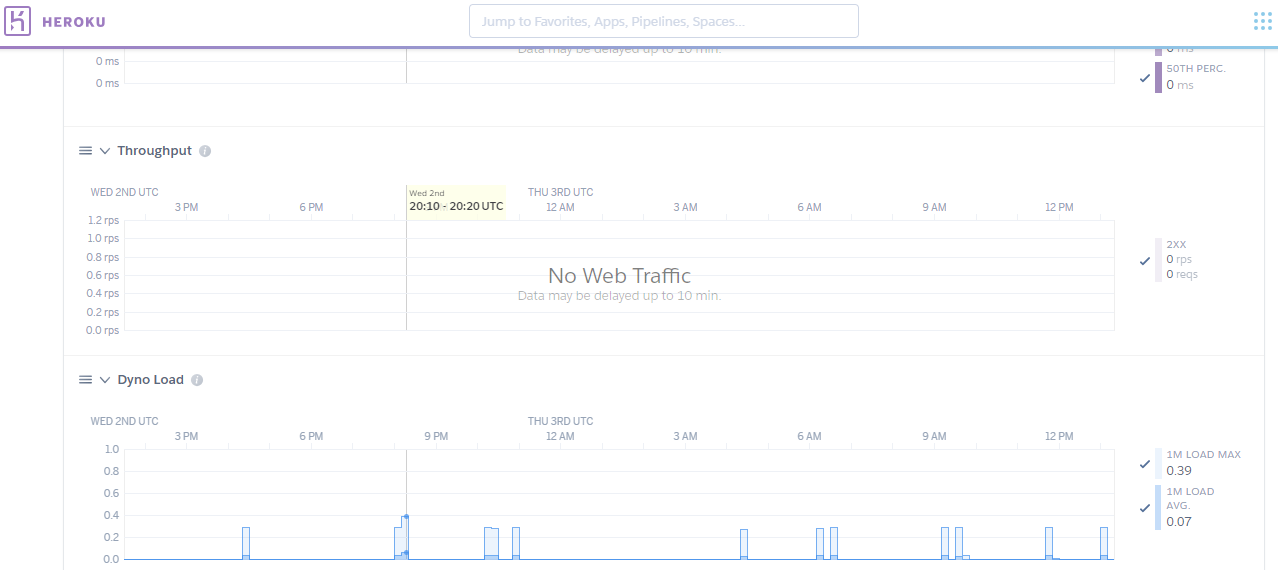 HEROKU
Jump to Favorites, Apps, Pipelines, Spaces...
Data may be delayed up to 10 min.
0 ms
0 ms
0 ms
50TH PERC.
0 ms
Throughput
WED 2ND UTC
Wed 2nd
THU 3RD UTC
3 PM 6 PM 20:10 - 20:20 UTC 12 AM 3 AM 6 AM 9 AM 12 PM
1.2 rps
1.0 rps
0.8 rps
0.6 rps
0.4 rps
0.2 rps
0.0 rps
No Web Traffic
Data may be delayed up to 10 min.
2XX
0 rps
0 reqs
Dyno Load
WED 2ND UTC
THU 3RD UTC
3 PM 6 PM 9 PM 12 AM 3 AM 6 AM 9 AM 12 PM
1.0
0.8
0.6
0.4
0.2
0.0
1M LOAD MAX
0.39
1M LOAD
AVG.
0.07